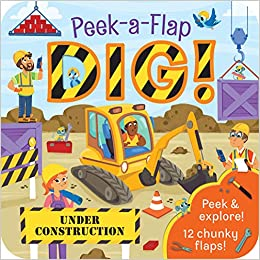 Peek-a-Flap
DIG!
UNDER
CONSTRUCTION
Peek &
explore!
12 chunky
flaps!